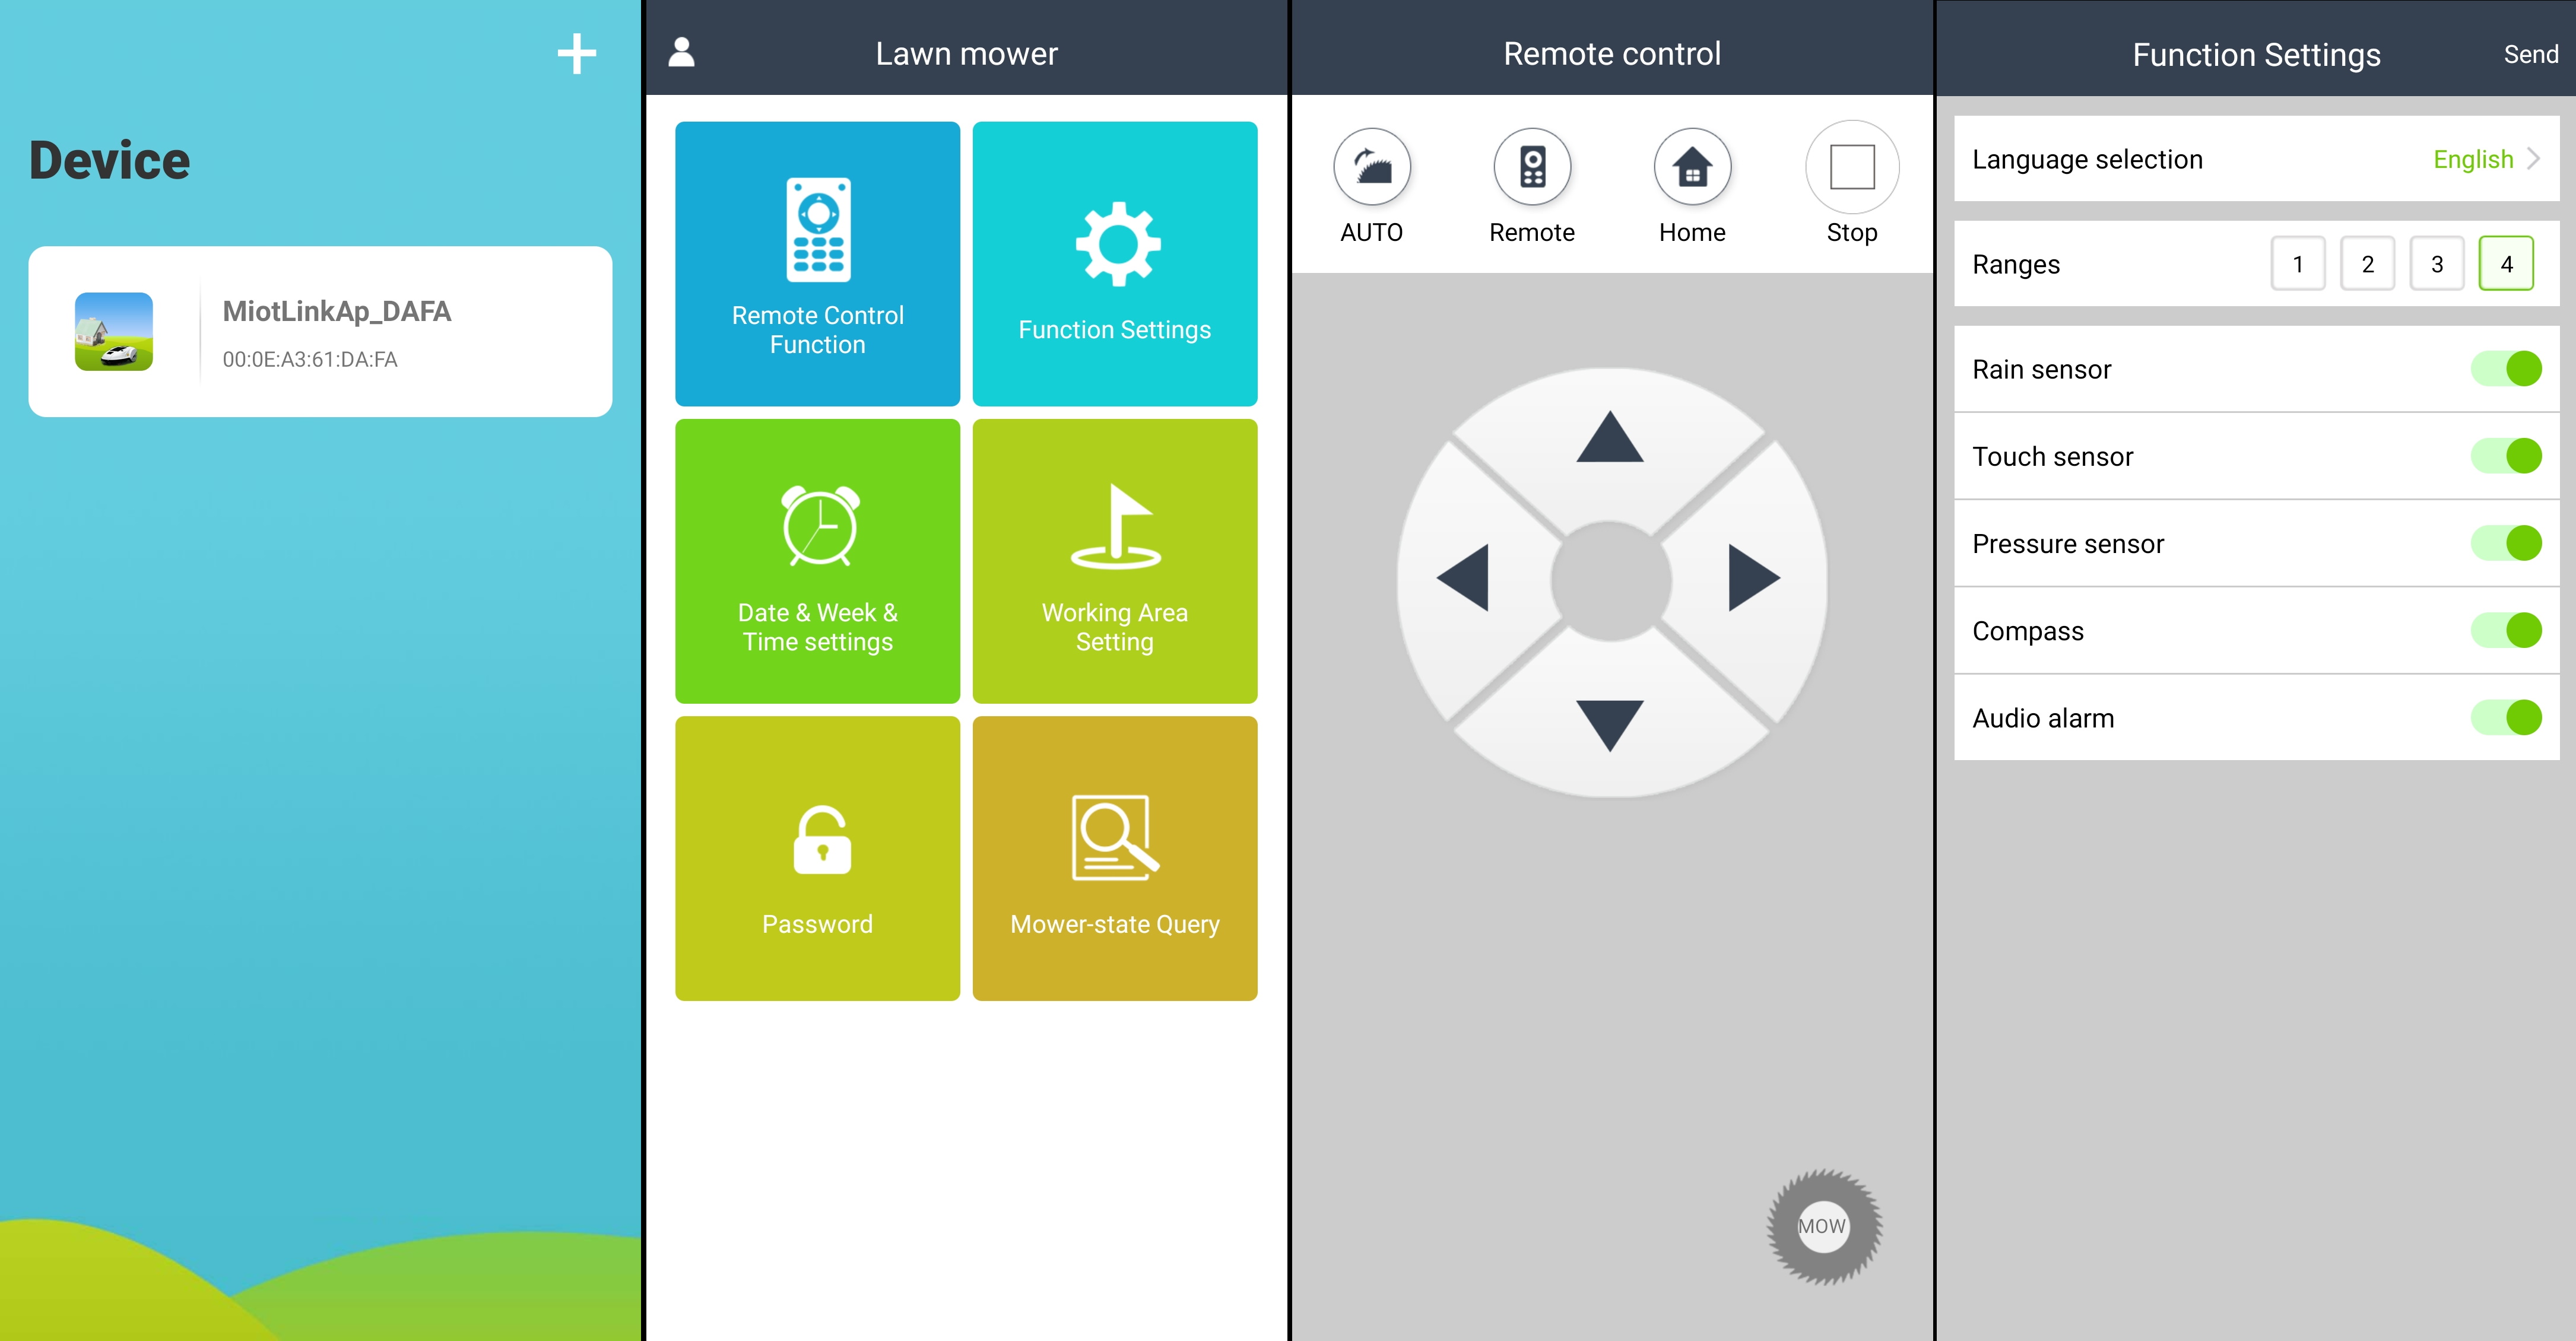 Device
MiotLinkAp_DAFA
00:0E:A3:61:DA:FA
Lawn mower
Remote Control
Function
Function Settings
Date & Week &
Time settings
Working Area
Setting
Password
Mower-state Query
Remote control
AUTO
Remote
Home
Stop
MOW
Function Settings
Send
Language selection
English
Ranges
1
2
3
4
Rain sensor
Touch sensor
Pressure sensor
Compass
Audio alarm